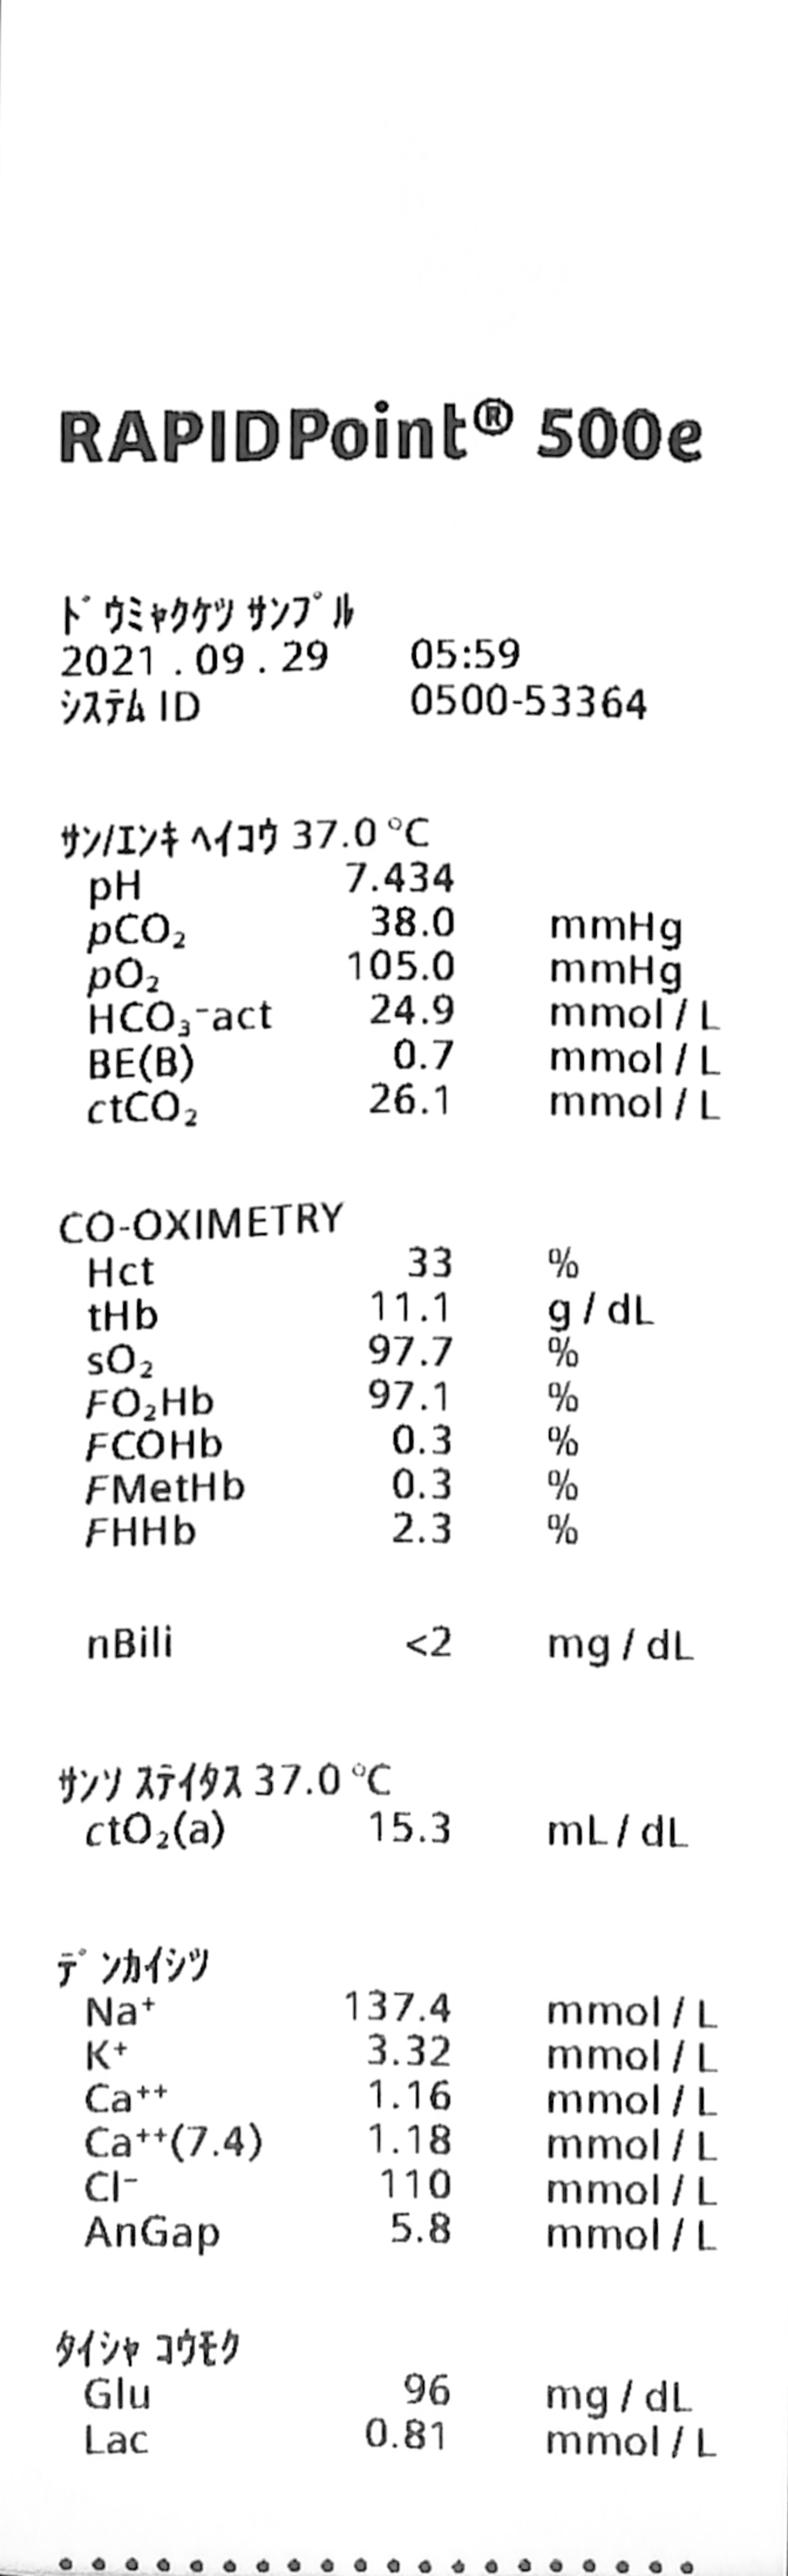 RAPIDPoint® 500e
ﾄﾞｳﾐｬｸｹﾂ ｻﾝﾌﾟﾙ
2021 . 09 . 29 05:59
ｼｽﾃﾑ ID 0500-53364
ｻﾝ/ｴﾝｷ ﾍｲｺｳ 37.0 °C
pH 7.434
pCO₂ 38.0 mmHg
pO₂ 105.0 mmHg
HCO₃⁻act 24.9 mmol / L
BE(B) 0.7 mmol / L
ctCO₂ 26.1 mmol / L
CO-OXIMETRY
Hct 33 %
tHb 11.1 g / dL
sO₂ 97.7 %
FO₂Hb 97.1 %
FCOHb 0.3 %
FMetHb 0.3 %
FHHb 2.3 %
nBili <2 mg / dL
ｻﾝｿ ｽﾃｲﾀｽ 37.0 °C
ctO₂(a) 15.3 mL / dL
ﾃﾞﾝｶｲｼﾂ
Na⁺ 137.4 mmol / L
K⁺ 3.32 mmol / L
Ca⁺⁺ 1.16 mmol / L
Ca⁺⁺(7.4) 1.18 mmol / L
Cl⁻ 110 mmol / L
AnGap 5.8 mmol / L
ﾀｲｼｬ ｺｳﾓｸ
Glu 96 mg / dL
Lac 0.81 mmol / L